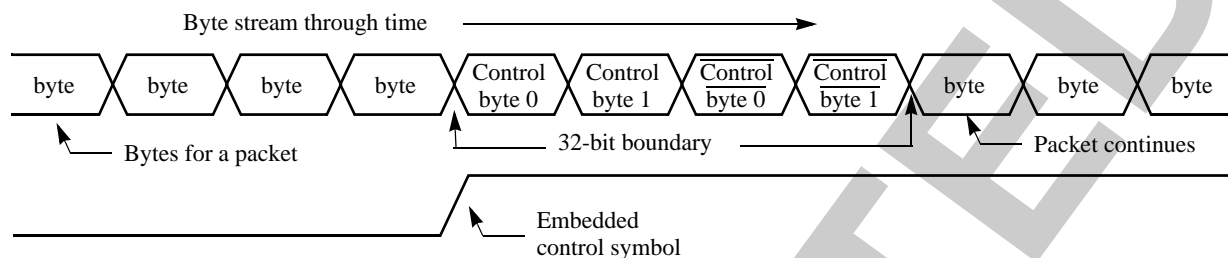 Byte stream through time
byte byte byte byte Control byte 0 Control byte 1 Control byte 0 Control byte 1 byte byte byte
Bytes for a packet
32-bit boundary
Packet continues
Embedded
control symbol